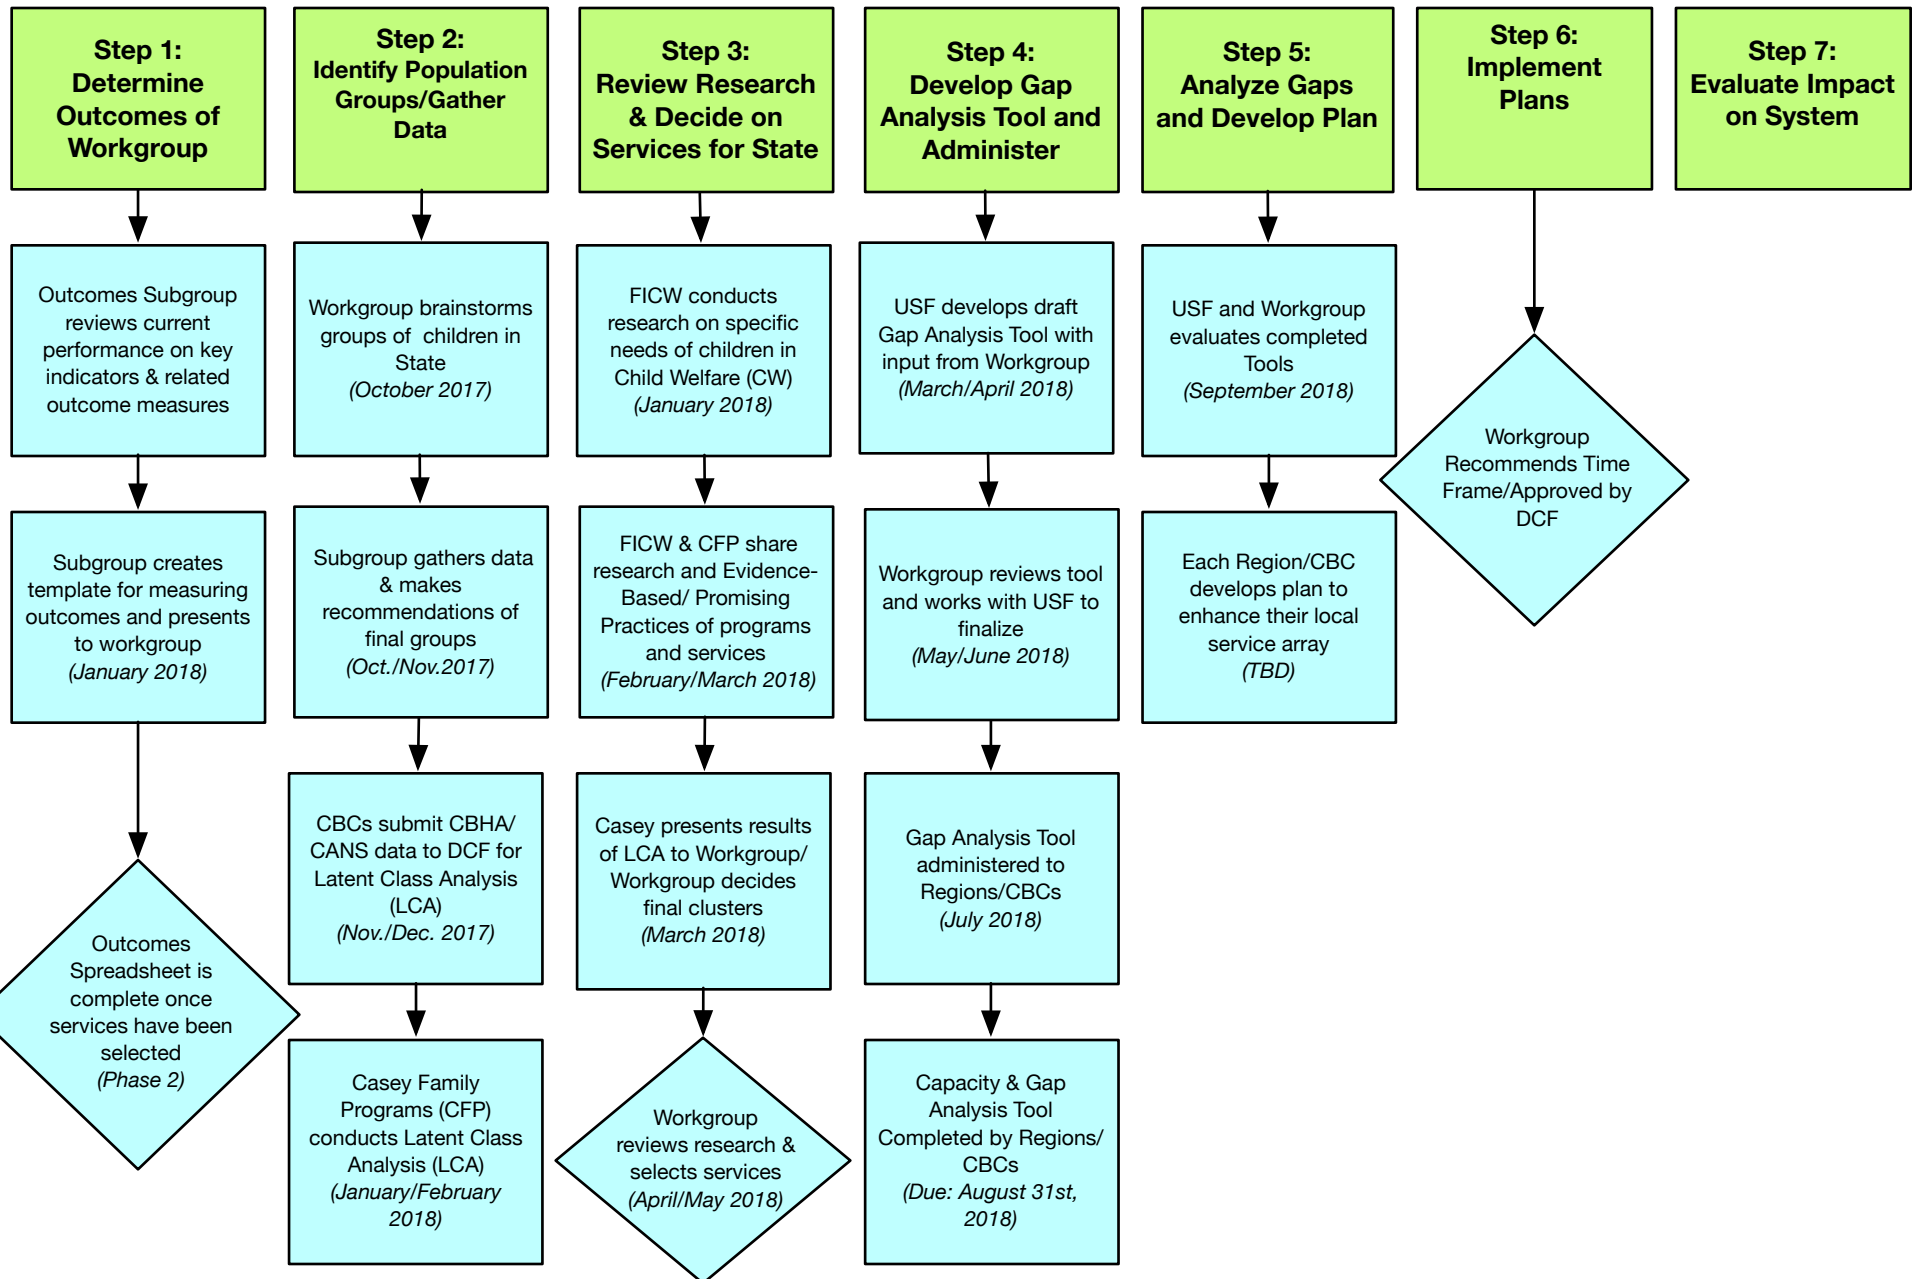 Step 1:
Determine
Outcomes of
Workgroup
Outcomes Subgroup
reviews current
performance on key
indicators & related
outcome measures
Subgroup creates
template for measuring
outcomes and presents
to workgroup
(January 2018)
Outcomes
Spreadsheet is
complete once
services have been
selected
(Phase 2)
Step 2:
Identify Population
Groups/Gather
Data
Workgroup brainstorms
groups of children in
State
(October 2017)
Subgroup gathers data
& makes
recommendations of
final groups
(Oct./Nov.2017)
CBCs submit CBHA/
CANS data to DCF for
Latent Class Analysis
(LCA)
(Nov./Dec. 2017)
Casey Family
Programs (CFP)
conducts Latent Class
Analysis (LCA)
(January/February
2018)
Step 3:
Review Research
& Decide on
Services for State
FICW conducts
research on specific
needs of children in
Child Welfare (CW)
(January 2018)
FICW & CFP share
research and Evidence-
Based/ Promising
Practices of programs
and services
(February/March 2018)
Casey presents results
of LCA to Workgroup/
Workgroup decides
final clusters
(March 2018)
Workgroup
reviews research &
selects services
(April/May 2018)
Step 4:
Develop Gap
Analysis Tool and
Administer
USF develops draft
Gap Analysis Tool with
input from Workgroup
(March/April 2018)
Workgroup reviews tool
and works with USF to
finalize
(May/June 2018)
Gap Analysis Tool
administered to
Regions/CBCs
(July 2018)
Capacity & Gap
Analysis Tool
Completed by Regions/
CBCs
(Due: August 31st,
2018)
Step 5:
Analyze Gaps
and Develop Plan
USF and Workgroup
evaluates completed
Tools
(September 2018)
Each Region/CBC
develops plan to
enhance their local
service array
(TBD)
Step 6:
Implement
Plans
Workgroup
Recommends Time
Frame/Approved by
DCF
Step 7:
Evaluate Impact
on System